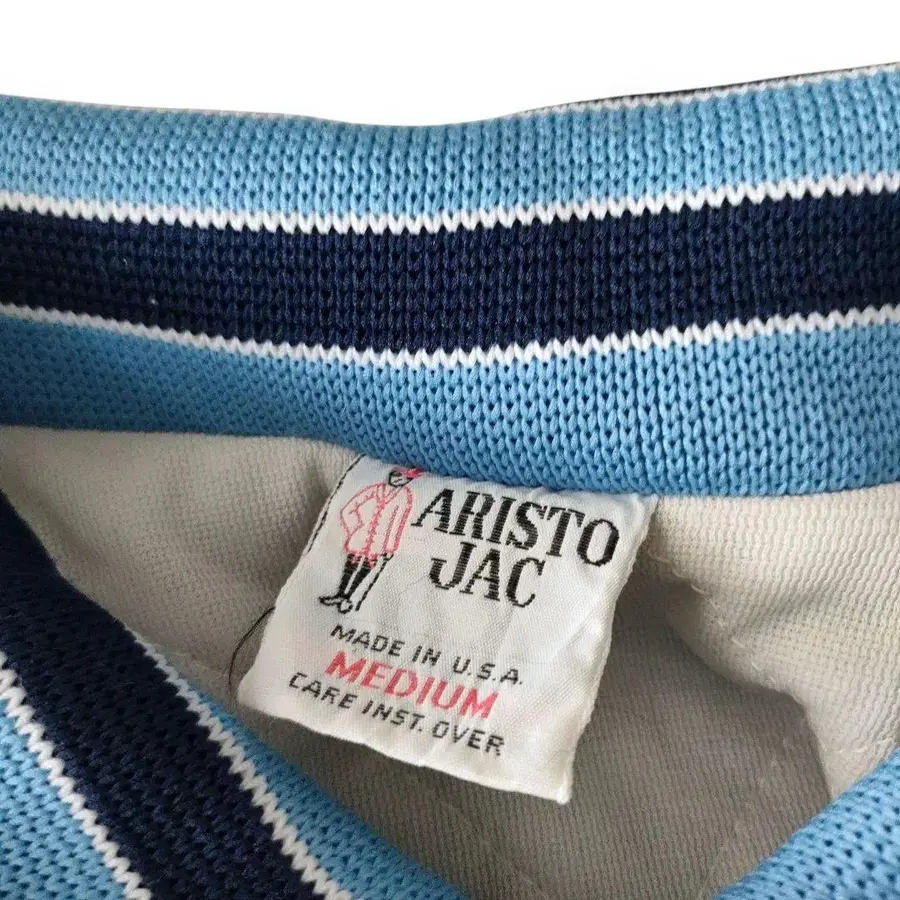 ARISTO
JAC
MADE IN U.S.A.
MEDIUM
CARE INST. OVER